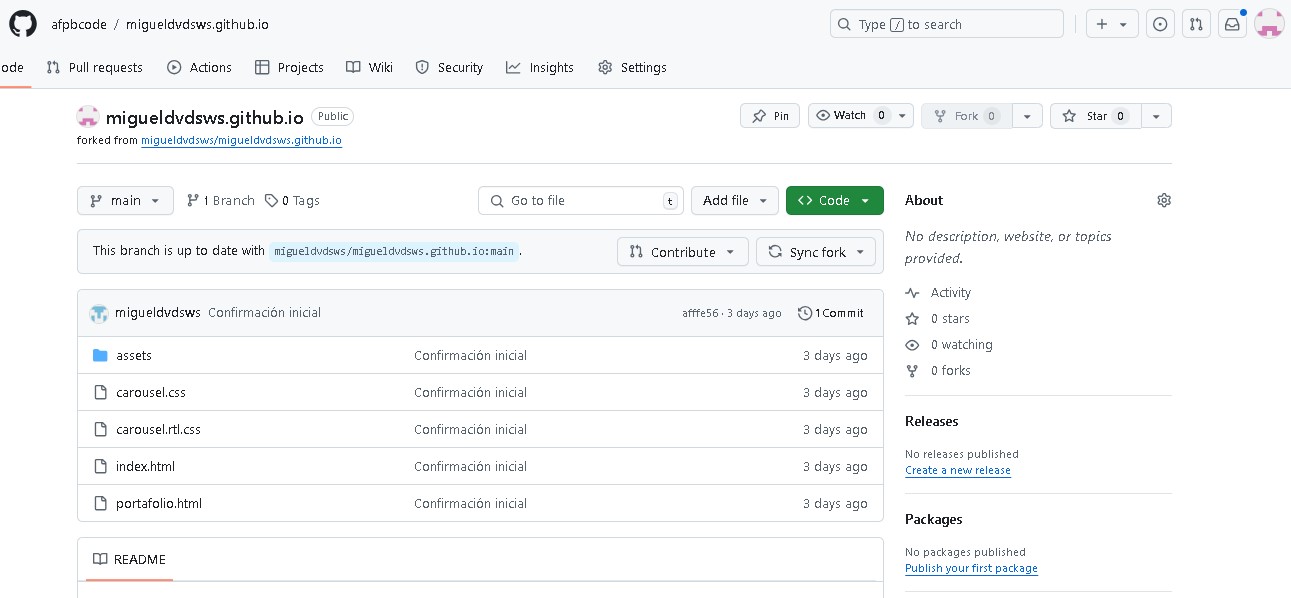 afpbcode / migueldvdsws.github.io Type / to search
ode Pull requests Actions Projects Wiki Security Insights Settings
migueldvdsws.github.io Public Pin Watch 0 Fork 0 Star 0
forked from migueldvdsws/migueldvdsws.github.io
main 1 Branch 0 Tags Go to file t Add file Code
This branch is up to date with migueldvdsws/migueldvdsws.github.io:main . Contribute Sync fork
migueldvdsws Confirmación inicial afffe56 · 3 days ago 1 Commit
assets Confirmación inicial 3 days ago
carousel.css Confirmación inicial 3 days ago
carousel.rtl.css Confirmación inicial 3 days ago
index.html Confirmación inicial 3 days ago
portafolio.html Confirmación inicial 3 days ago
README
About
No description, website, or topics
provided.
Activity
0 stars
0 watching
0 forks
Releases
No releases published
Create a new release
Packages
No packages published
Publish your first package